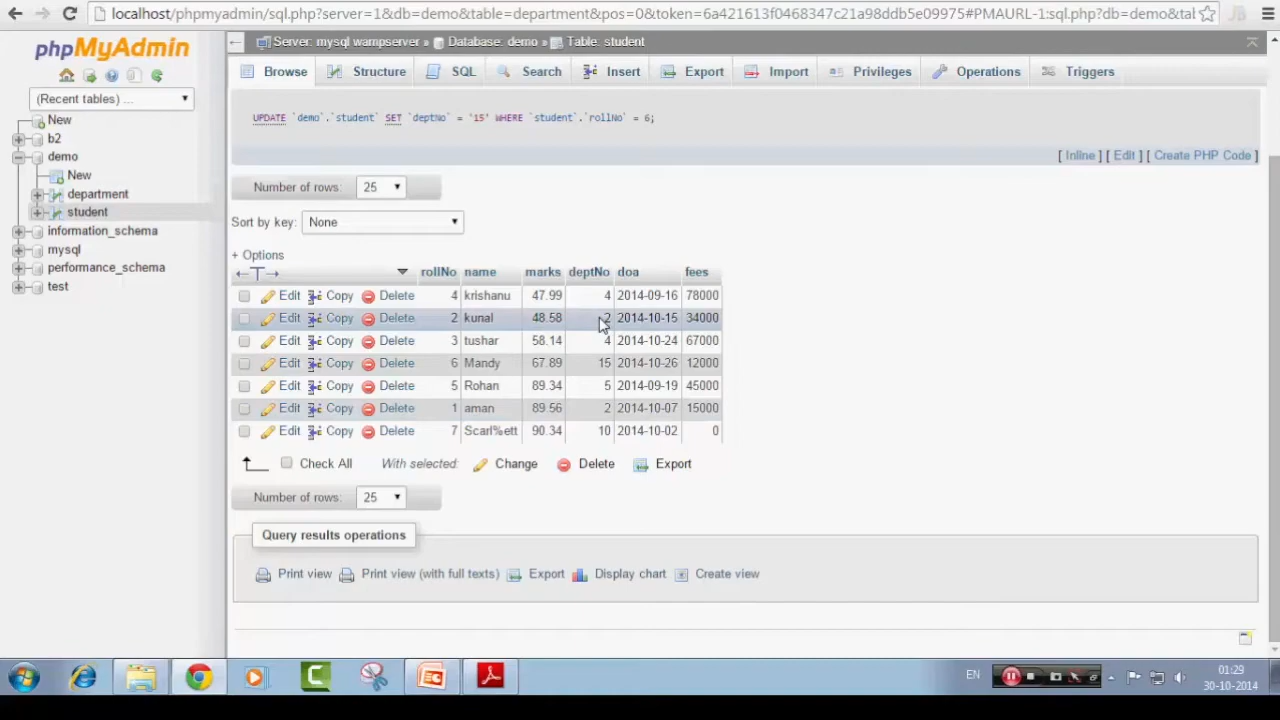 localhost/phpmyadmin/sql.php?server=1&db=demo&table=department&pos=0&token=6a421613f0468347c21a98ddb5e09975#PMAURL-1:sql.php?db=demo&tal
phpMyAdmin
(Recent tables) ...
New
b2
demo
New
department
student
information_schema
mysql
performance_schema
test
Server: mysql wampserver » Database: demo » Table: student
Browse Structure SQL Search Insert Export Import Privileges Operations Triggers
UPDATE `demo`.`student` SET `deptNo` = '15' WHERE `student`.`rollNo` = 6;
[ Inline ] [ Edit ] [ Create PHP Code ]
Number of rows: 25
Sort by key: None
+ Options
←T→ rollNo name marks deptNo doa fees
Edit Copy Delete 4 krishanu 47.99 4 2014-09-16 78000
Edit Copy Delete 2 kunal 48.58 2 2014-10-15 34000
Edit Copy Delete 3 tushar 58.14 4 2014-10-24 67000
Edit Copy Delete 6 Mandy 67.89 15 2014-10-26 12000
Edit Copy Delete 5 Rohan 89.34 5 2014-09-19 45000
Edit Copy Delete 1 aman 89.56 2 2014-10-07 15000
Edit Copy Delete 7 Scarl%ett 90.34 10 2014-10-02 0
Check All With selected: Change Delete Export
Number of rows: 25
Query results operations
Print view Print view (with full texts) Export Display chart Create view
EN
01:29
30-10-2014